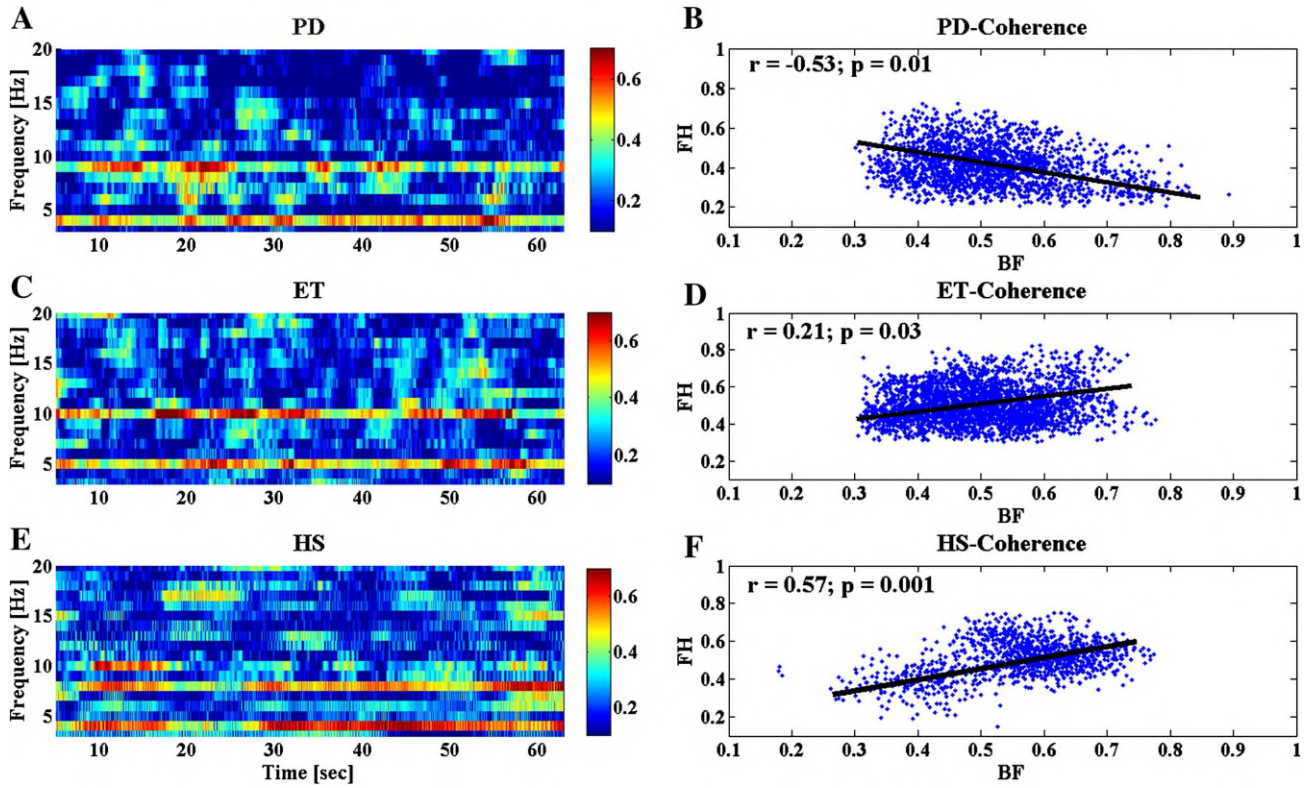 A
PD
Frequency [Hz]
20
15
10
5
10 20 30 40 50 60
0.6
0.4
0.2
B
PD-Coherence
r = -0.53; p = 0.01
FH
1
0.8
0.6
0.4
0.2
0.1 0.2 0.3 0.4 0.5 0.6 0.7 0.8 0.9 1
BF
C
ET
Frequency [Hz]
20
15
10
5
10 20 30 40 50 60
0.6
0.4
0.2
D
ET-Coherence
r = 0.21; p = 0.03
FH
1
0.8
0.6
0.4
0.2
0.1 0.2 0.3 0.4 0.5 0.6 0.7 0.8 0.9 1
BF
E
HS
Frequency [Hz]
20
15
10
5
10 20 30 40 50 60
Time [sec]
0.6
0.4
0.2
F
HS-Coherence
r = 0.57; p = 0.001
FH
1
0.8
0.6
0.4
0.2
0.1 0.2 0.3 0.4 0.5 0.6 0.7 0.8 0.9 1
BF